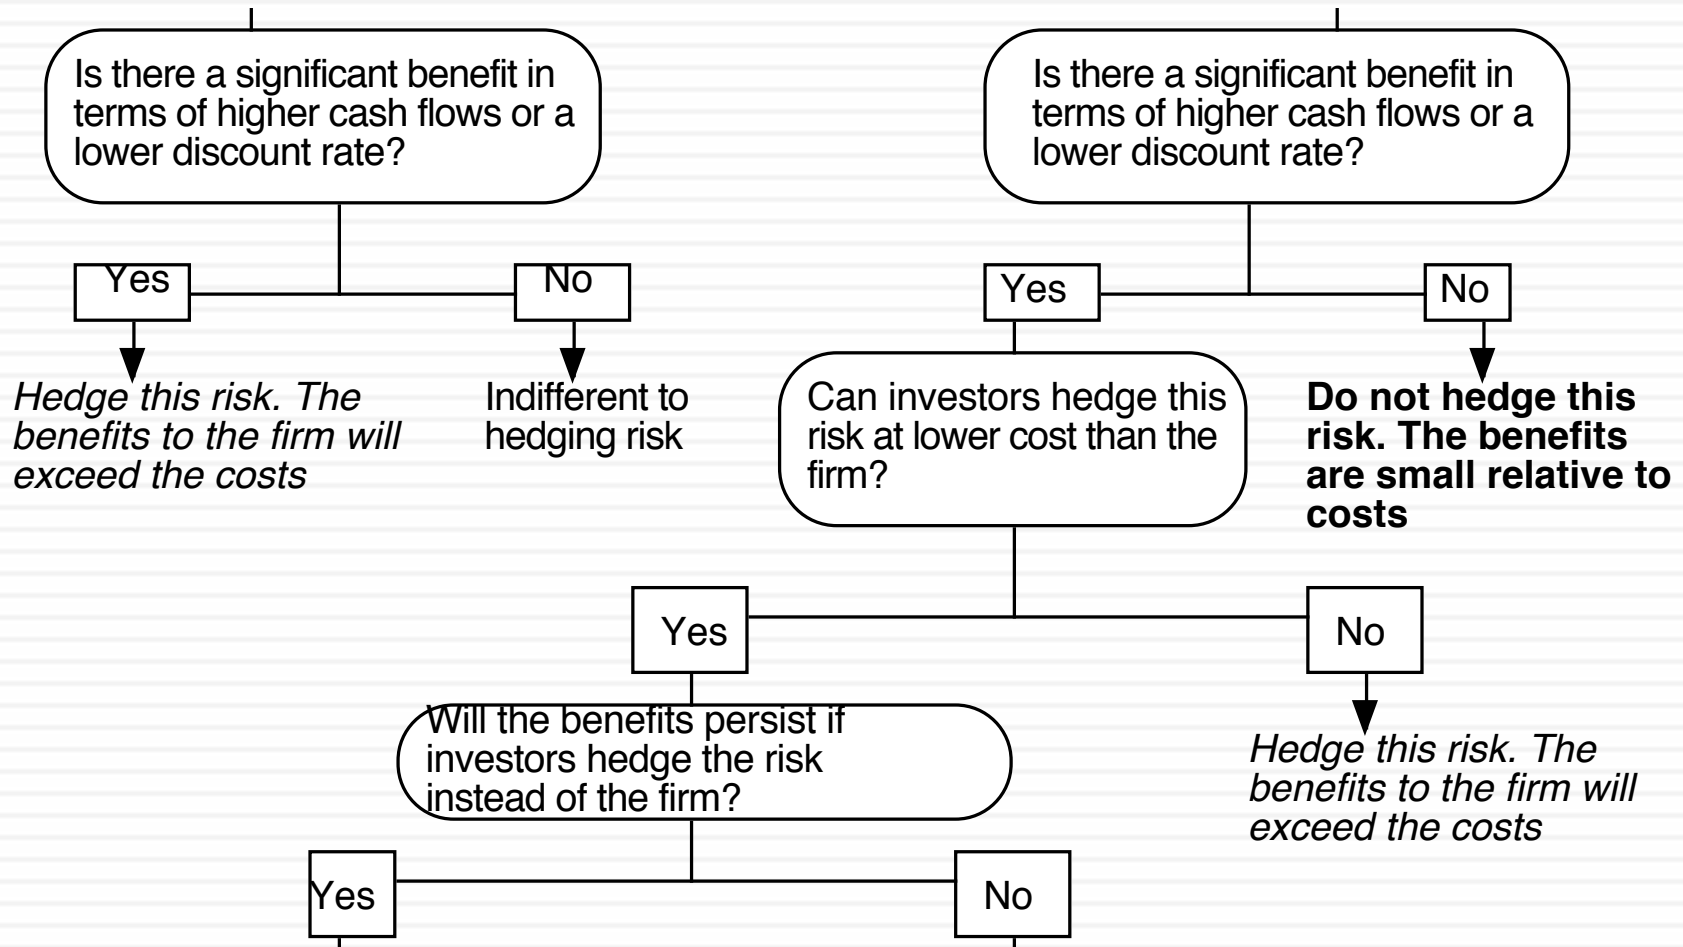 Is there a significant benefit in
terms of higher cash flows or a
lower discount rate?
Is there a significant benefit in
terms of higher cash flows or a
lower discount rate?
Yes
No
Yes
No
Hedge this risk. The
benefits to the firm will
exceed the costs
Indifferent to
hedging risk
Can investors hedge this
risk at lower cost than the
firm?
Do not hedge this
risk. The benefits
are small relative to
costs
Yes
No
Will the benefits persist if
investors hedge the risk
instead of the firm?
Hedge this risk. The
benefits to the firm will
exceed the costs
Yes
No